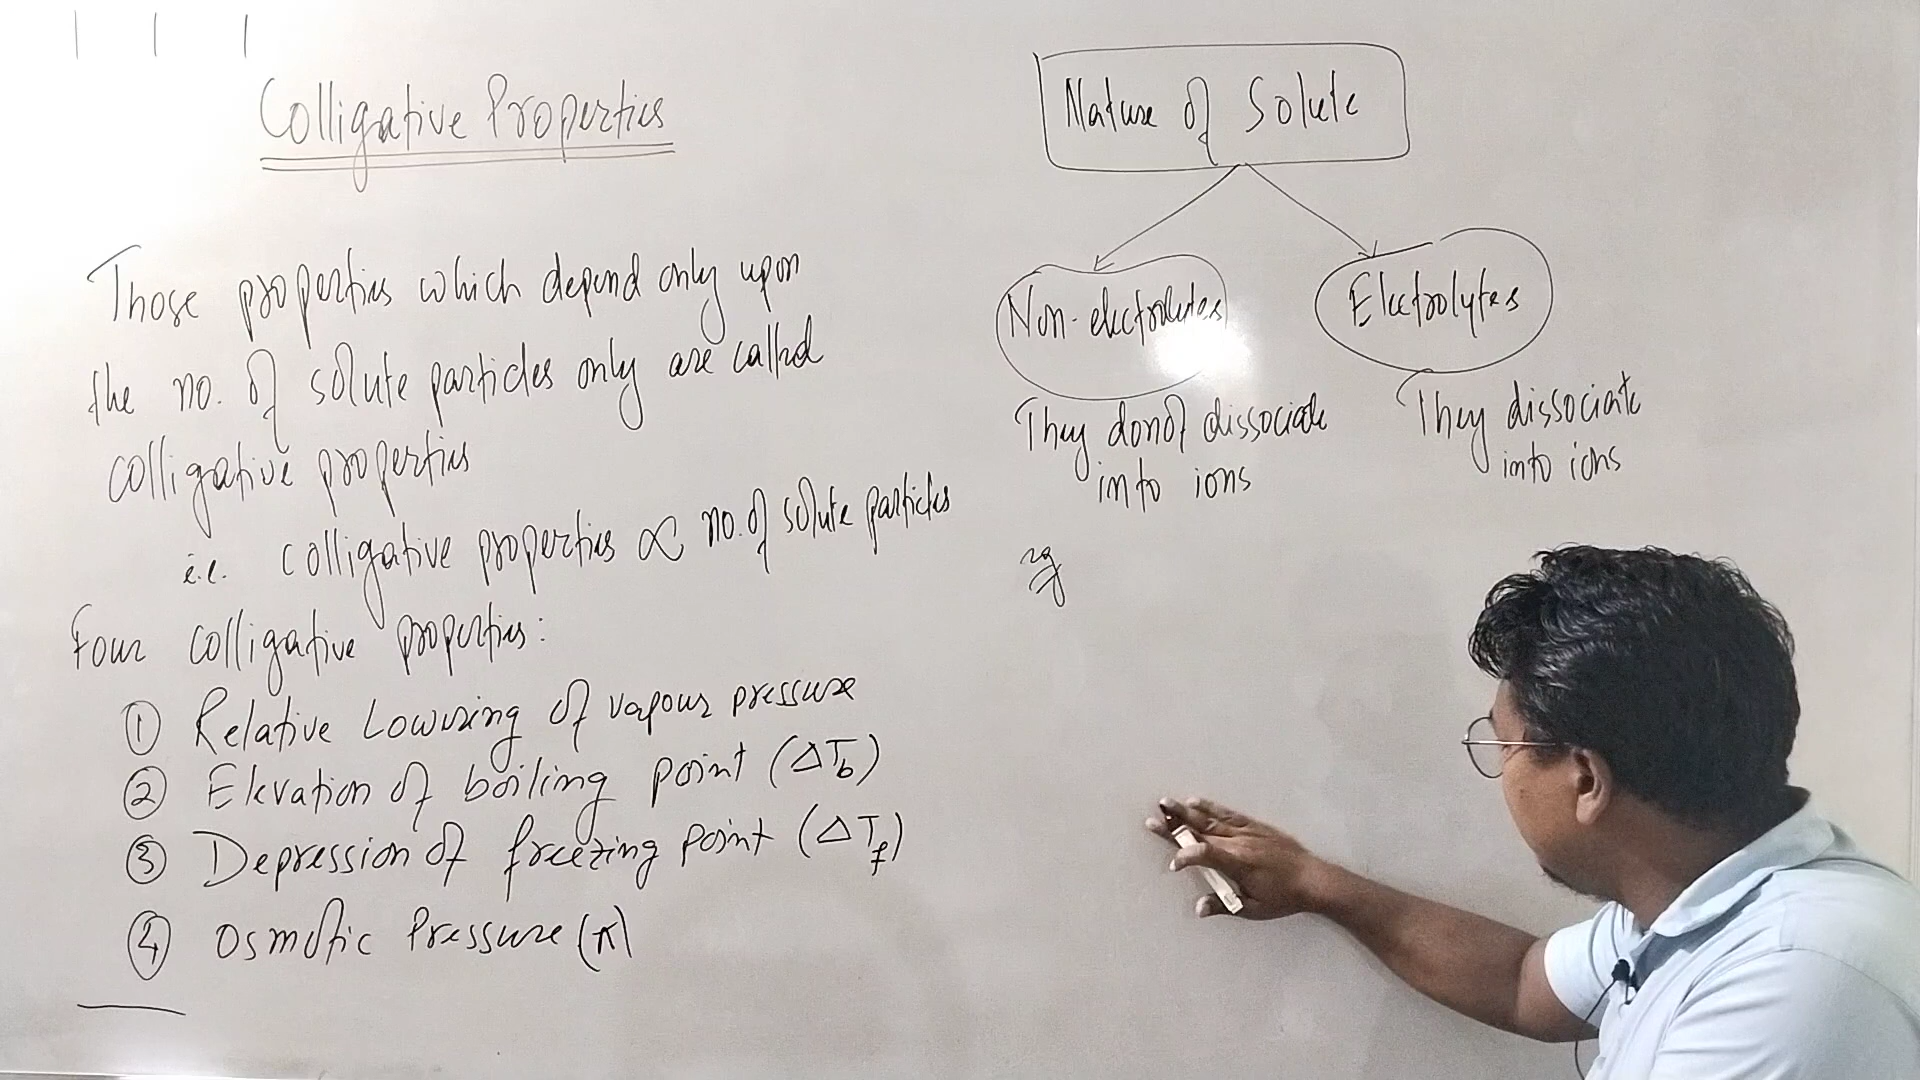 Colligative Properties
Those properties which depend only upon
the no. of solute particles only are called
colligative properties
i.e. colligative properties ∝ no. of solute particles
Four colligative properties:
① Relative Lowering of vapour pressure
② Elevation of boiling point (ΔT_b)
③ Depression of freezing point (ΔT_f)
④ Osmotic Pressure (π)
Nature of Solute
Non-electrolytes
Electrolytes
They donot dissociate
into ions
They dissociate
into ions
eg